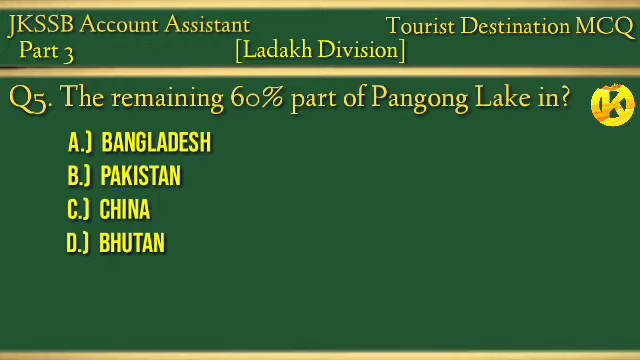 JKSSB Account Assistant
Part 3
Tourist Destination MCQ
[Ladakh Division]
Q5. The remaining 60% part of Pangong Lake in?
A.) BANGLADESH
B.) PAKISTAN
C.) CHINA
D.) BHUTAN